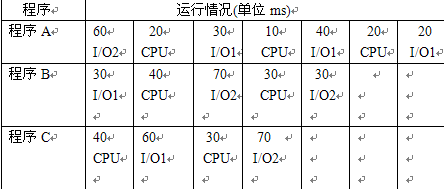 程序 运行情况(单位 ms)
程序 A 60 20 30 10 40 20 20
I/O2 CPU I/O1 CPU I/O1 CPU I/O1
程序 B 30 40 70 30 30
I/O1 CPU I/O2 CPU I/O2
程序 C 40 60 30 70
CPU I/O1 CPU I/O2